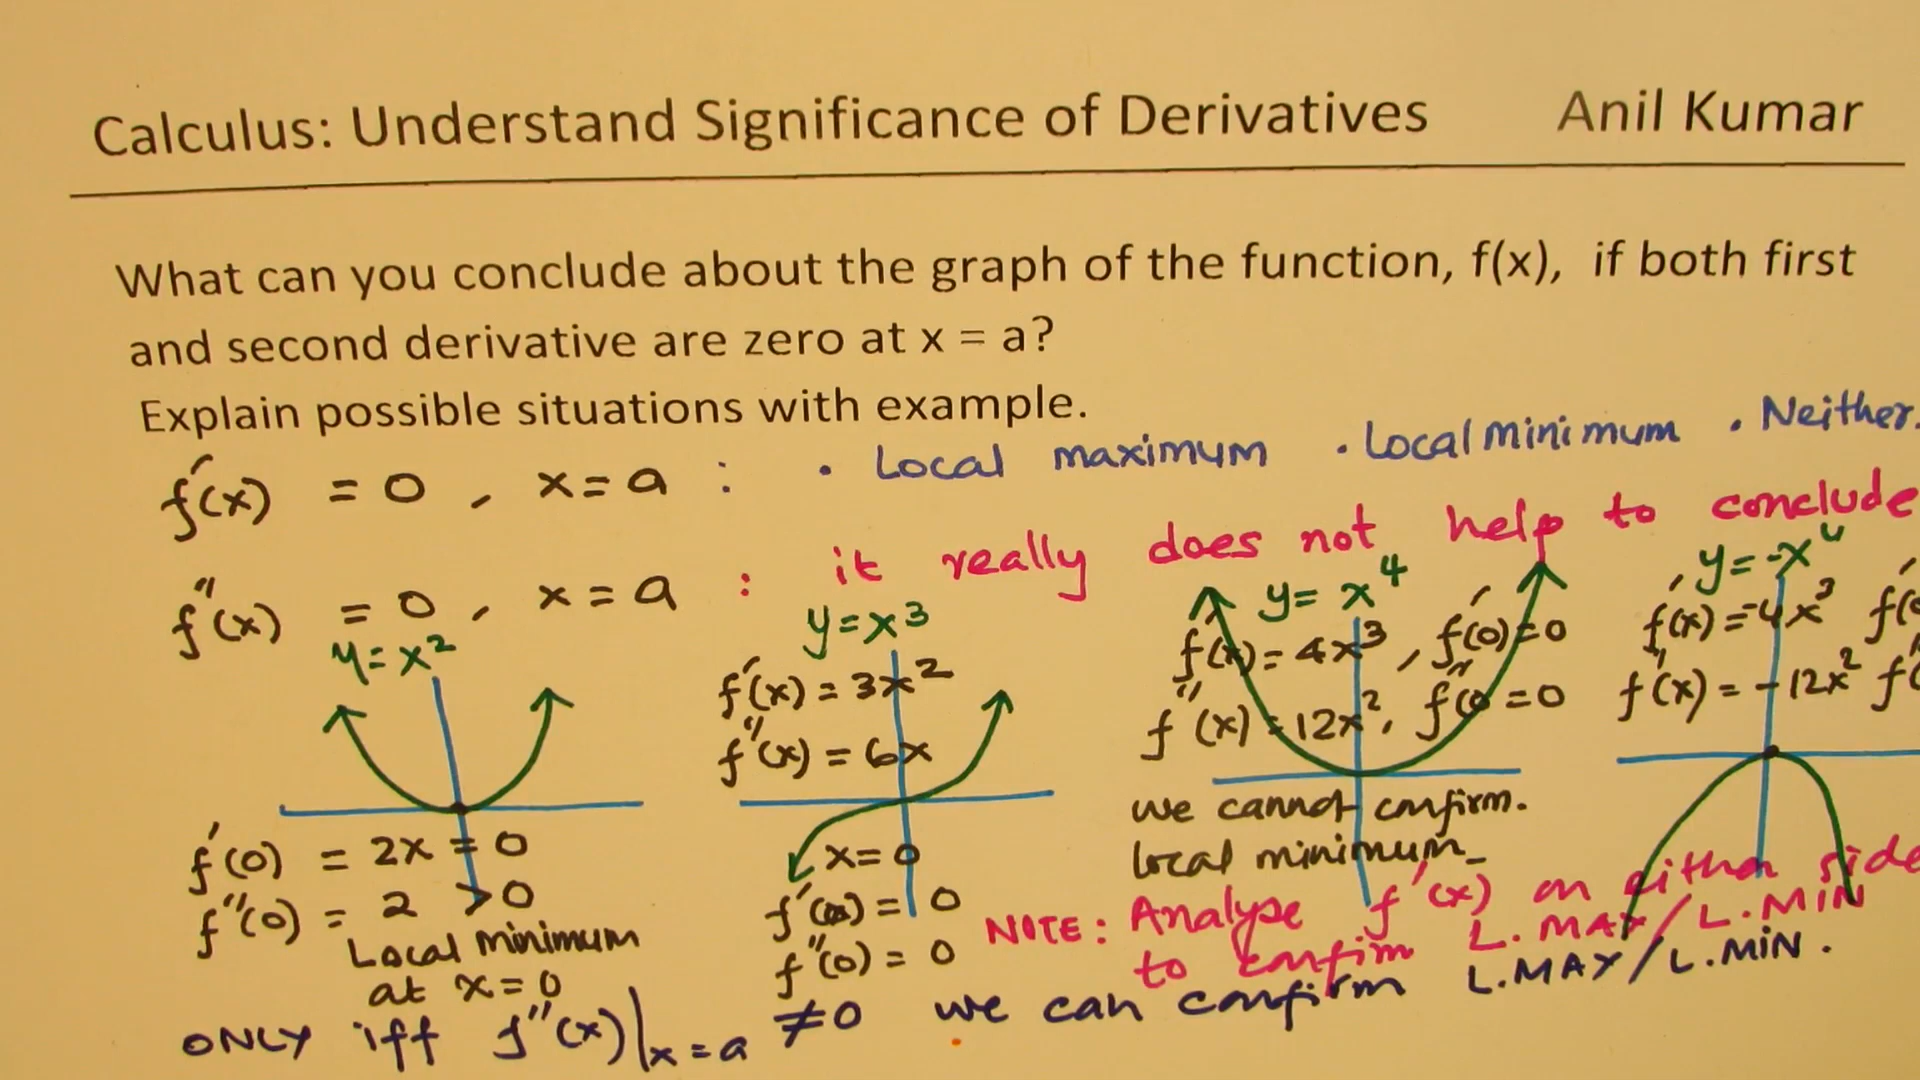 Calculus: Understand Significance of Derivatives Anil Kumar
What can you conclude about the graph of the function, f(x), if both first
and second derivative are zero at x = a?
Explain possible situations with example.
f'(x) = 0, x = a : • Local maximum • Local minimum • Neither.
f''(x) = 0, x = a : it really does not help to conclude
y = x²
f'(0) = 2x = 0
f''(0) = 2 > 0
Local minimum
at x = 0
y = x³
f'(x) = 3x²
f''(x) = 6x
x = 0
f'(0) = 0
f''(0) = 0
y = x⁴
f'(x) = 4x³, f'(0) = 0
f''(x) = 12x², f''(0) = 0
we cannot confirm.
local minimum
y = -x⁴
f'(x) = -4x³ f'(
f''(x) = -12x² f''(
NOTE: Analyse f'(x) on either side
to confirm L. MAX / L. MIN
ONLY iff f''(x)|x = a ≠ 0 we can confirm L. MAX / L. MIN.